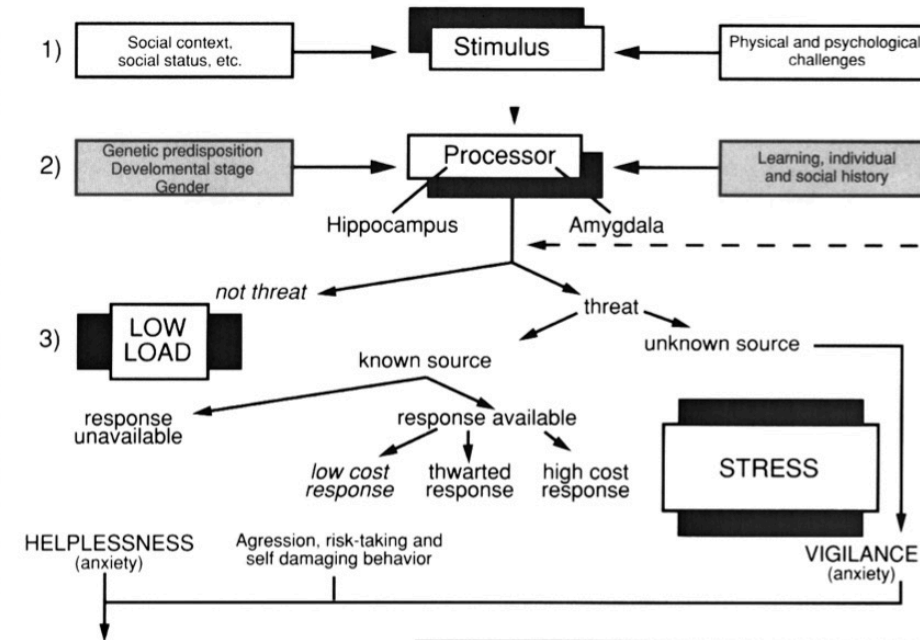 1)
Social context,
social status, etc.
Stimulus
Physical and psychological
challenges
2)
Genetic predisposition
Develomental stage
Gender
Processor
Learning, individual
and social history
Hippocampus
Amygdala
not threat
threat
3)
LOW
LOAD
unknown source
known source
response
unavailable
response available
low cost
response
thwarted
response
high cost
response
STRESS
HELPLESSNESS
(anxiety)
Agression, risk-taking and
self damaging behavior
VIGILANCE
(anxiety)